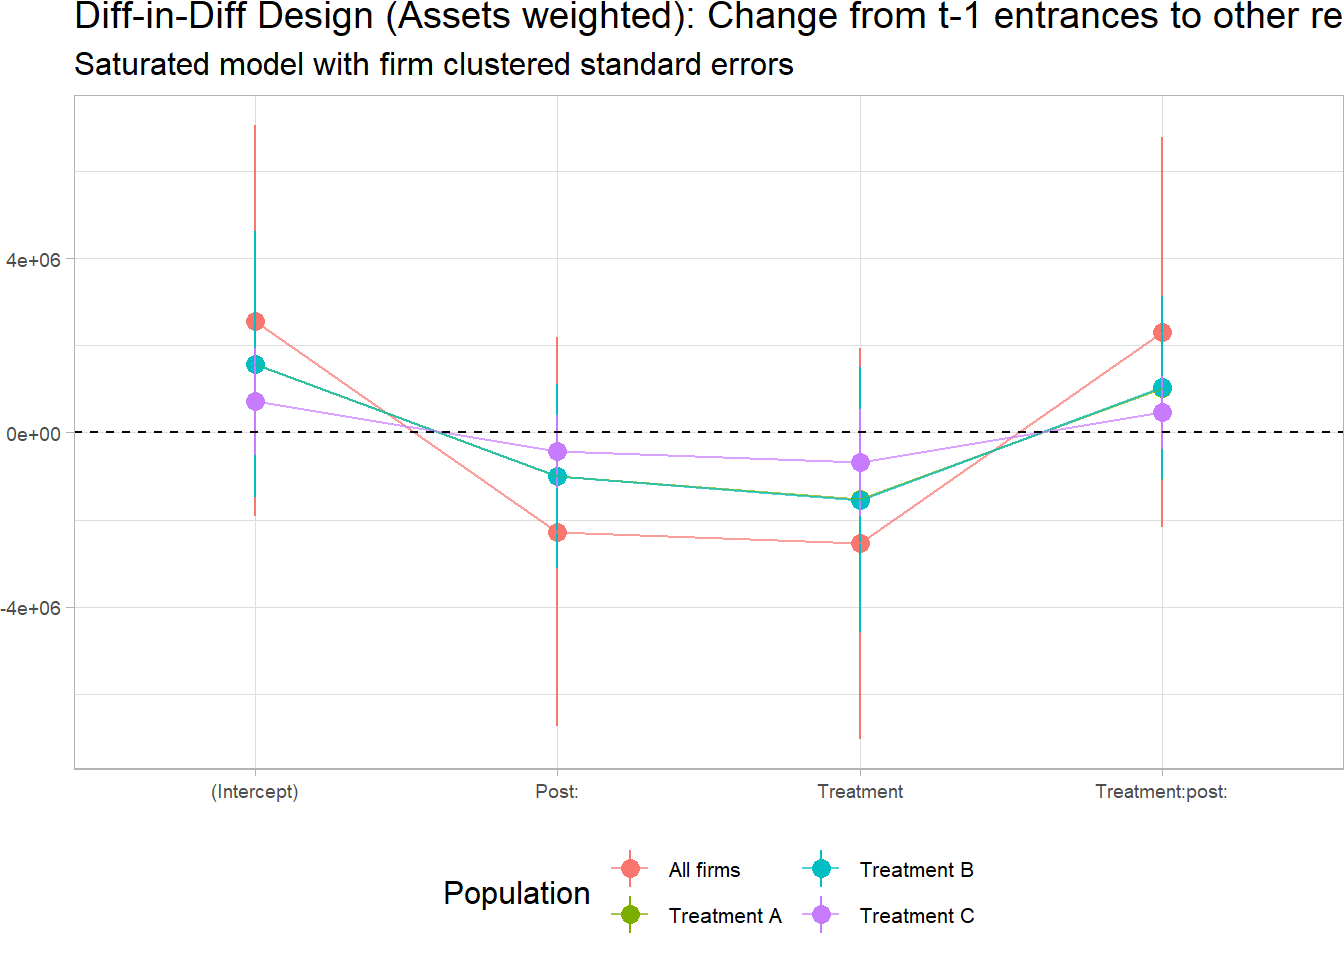 Diff-in-Diff Design (Assets weighted): Change from t-1 entrances to other re
Saturated model with firm clustered standard errors
4e+06
0e+00
-4e+06
(Intercept) Post: Treatment Treatment:post:
Population
All firms Treatment B
Treatment A Treatment C